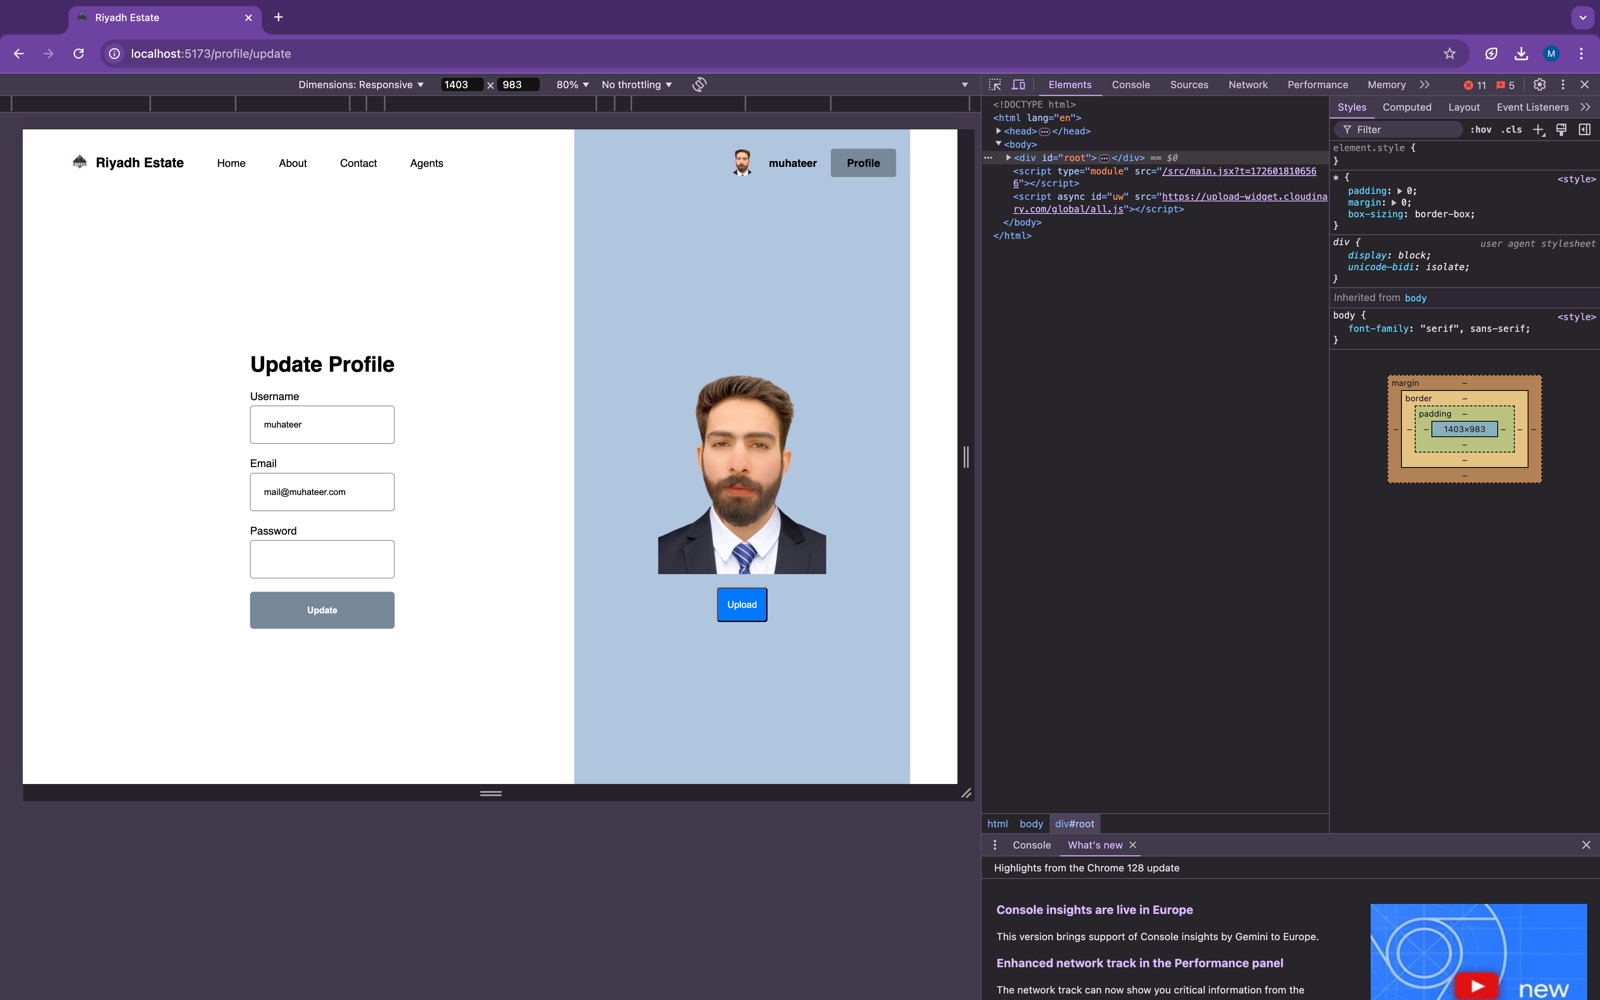 Riyadh Estate
localhost:5173/profile/update
M
Dimensions: Responsive 1403 × 983 80% No throttling
Riyadh Estate Home About Contact Agents muhateer Profile
Update Profile
Username
muhateer
Email
mail@muhateer.com
Password
Update
Upload
Elements Console Sources Network Performance Memory 11 5
<!DOCTYPE html>
<html lang="en">
<head> </head>
<body>
<div id="root"> </div> == $0
<script type="module" src="/src/main.jsx?t=172601810656
6"></script>
<script async id="uw" src="https://upload-widget.cloudina
ry.com/global/all.js"></script>
</body>
</html>
html body div#root
Styles Computed Layout Event Listeners
Filter :hov .cls
element.style {
}
* { <style>
padding: 0;
margin: 0;
box-sizing: border-box;
}
div { user agent stylesheet
display: block;
unicode-bidi: isolate;
}
Inherited from body
body { <style>
font-family: "serif", sans-serif;
}
margin –
border –
padding –
– – – 1403×983 – – –
–
–
–
Console What's new
Highlights from the Chrome 128 update
Console insights are live in Europe
This version brings support of Console insights by Gemini to Europe.
Enhanced network track in the Performance panel
The network track can now show you critical information from the
new